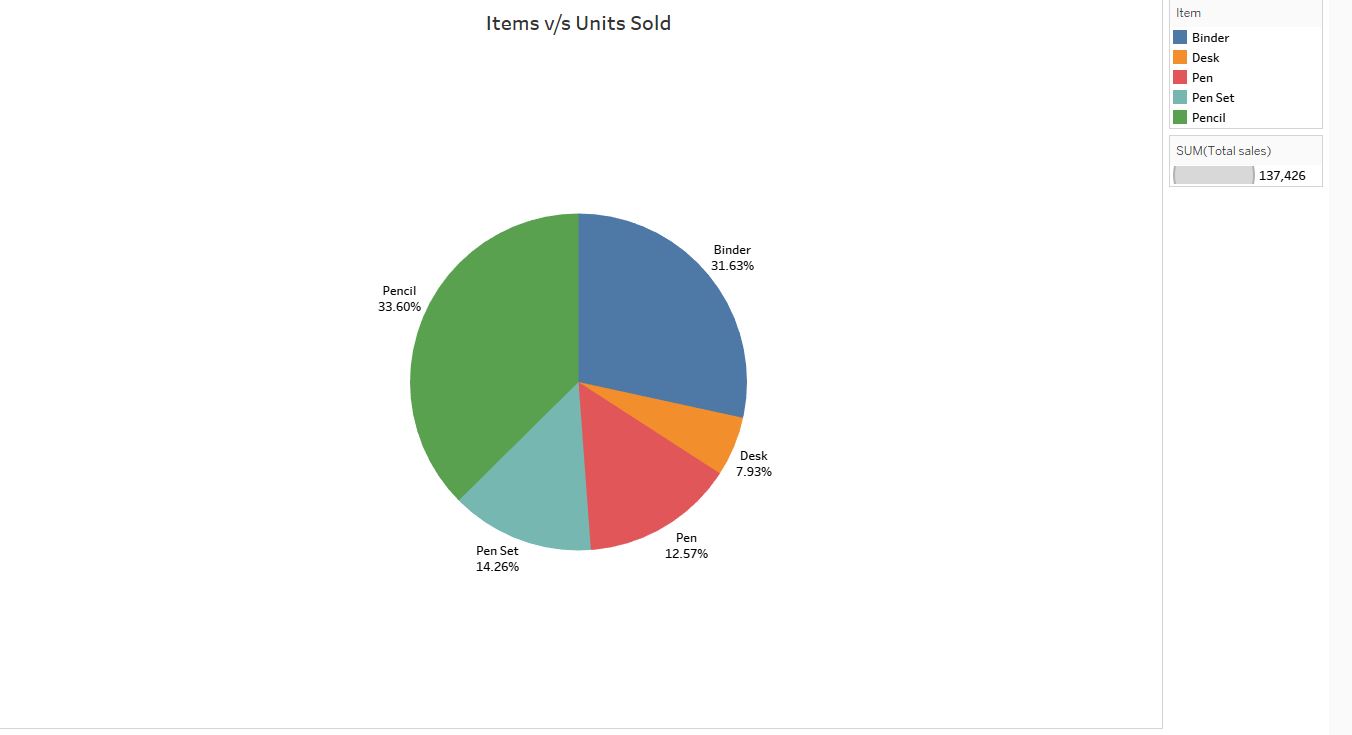 Items v/s Units Sold
Binder
31.63%
Desk
7.93%
Pen
12.57%
Pen Set
14.26%
Pencil
33.60%
Item
Binder
Desk
Pen
Pen Set
Pencil
SUM(Total sales)
137,426